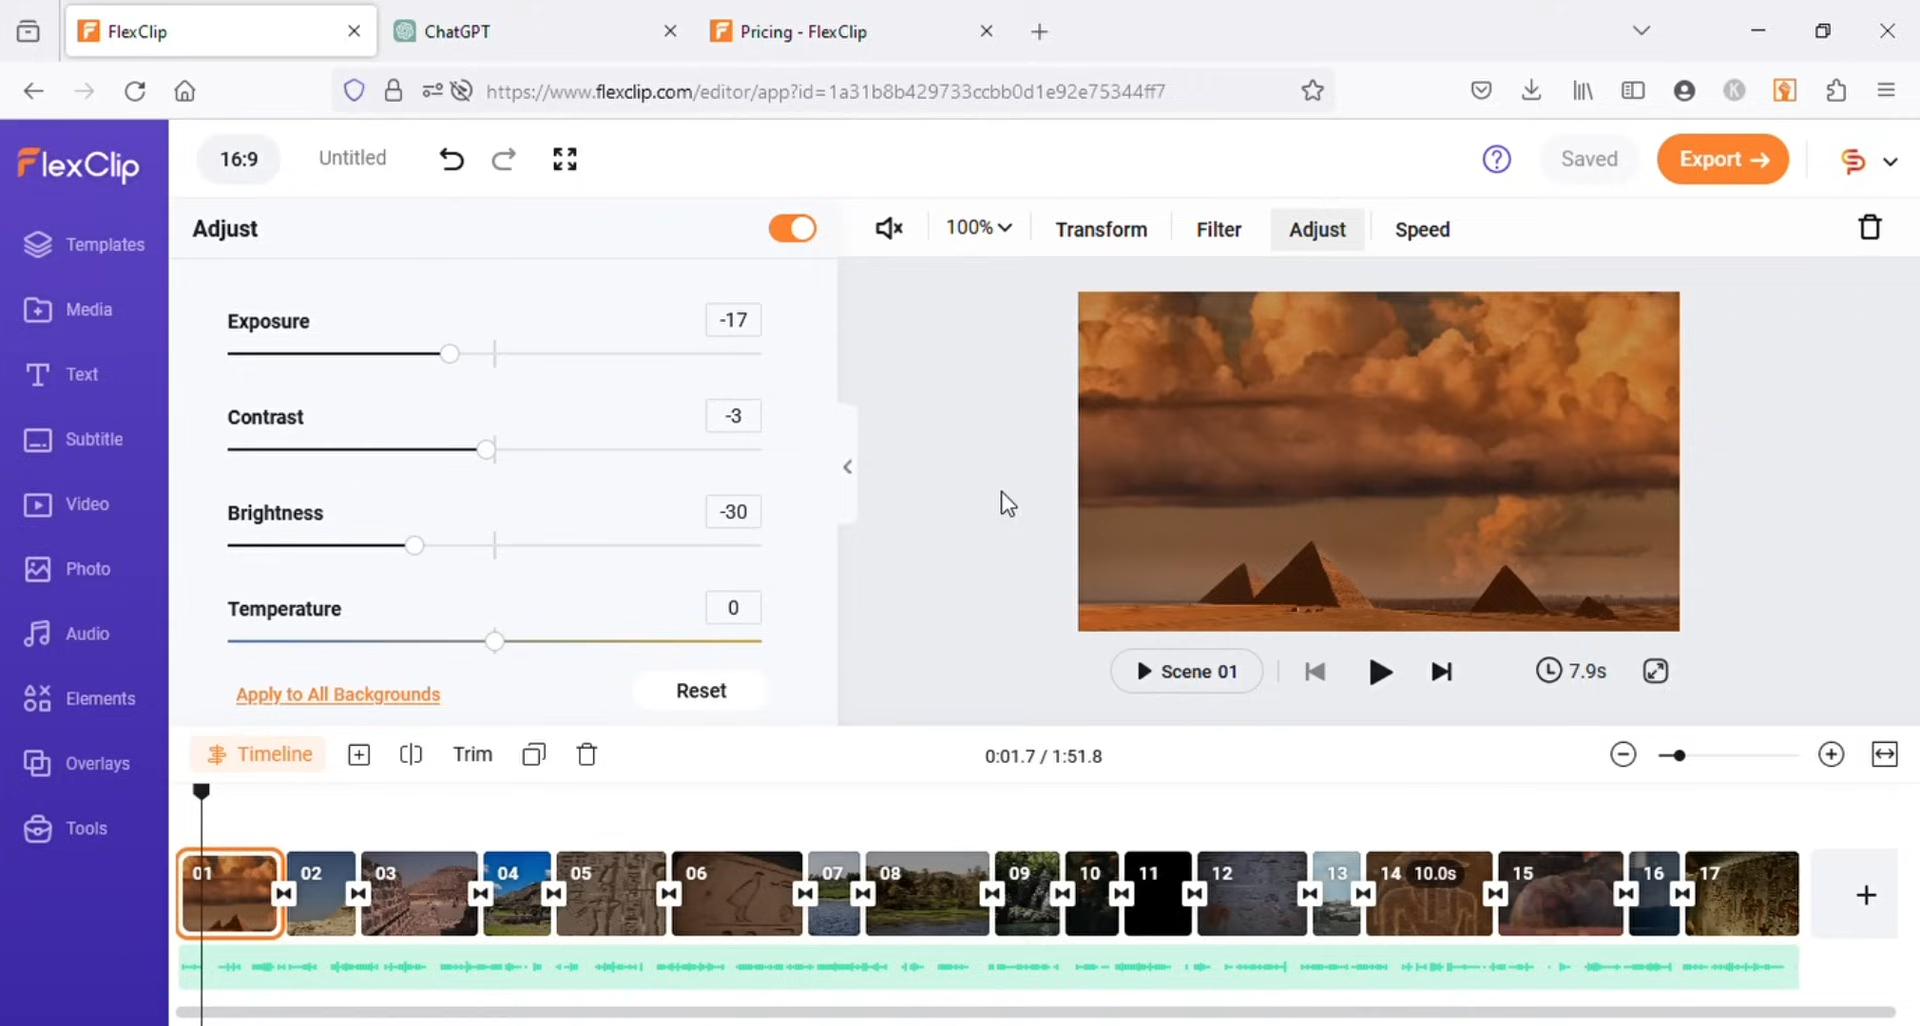 FlexClip
ChatGPT
Pricing - FlexClip
https://www.flexclip.com/editor/app?id=1a31b8b429733ccbb0d1e92e75344ff7
FlexClip
16:9
Untitled
Saved
Export
Adjust
100%
Transform
Filter
Adjust
Speed
Templates
Media
Text
Subtitle
Video
Photo
Audio
Elements
Overlays
Tools
Exposure
-17
Contrast
-3
Brightness
-30
Temperature
0
Apply to All Backgrounds
Reset
Scene 01
7.9s
Timeline
Trim
0:01.7 / 1:51.8
01
02
03
04
05
06
07
08
09
10
11
12
13
14 10.0s
15
16
17